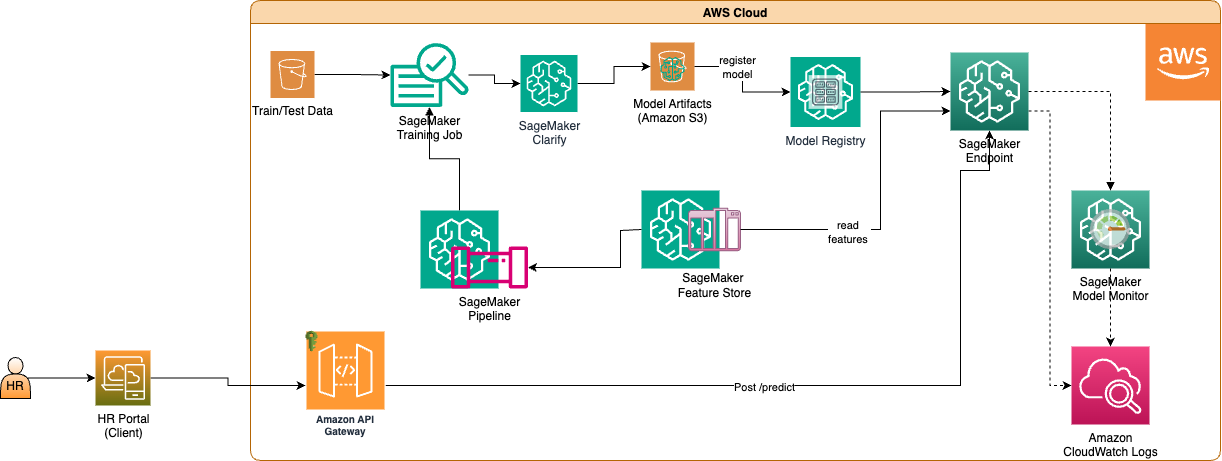 AWS Cloud
aws
Train/Test Data
SageMaker
Training Job
SageMaker
Clarify
Model Artifacts
(Amazon S3)
register
model
Model Registry
SageMaker
Endpoint
SageMaker
Pipeline
SageMaker
Feature Store
read
features
SageMaker
Model Monitor
HR
HR Portal
(Client)
</>
Amazon API
Gateway
Post /predict
Amazon
CloudWatch Logs